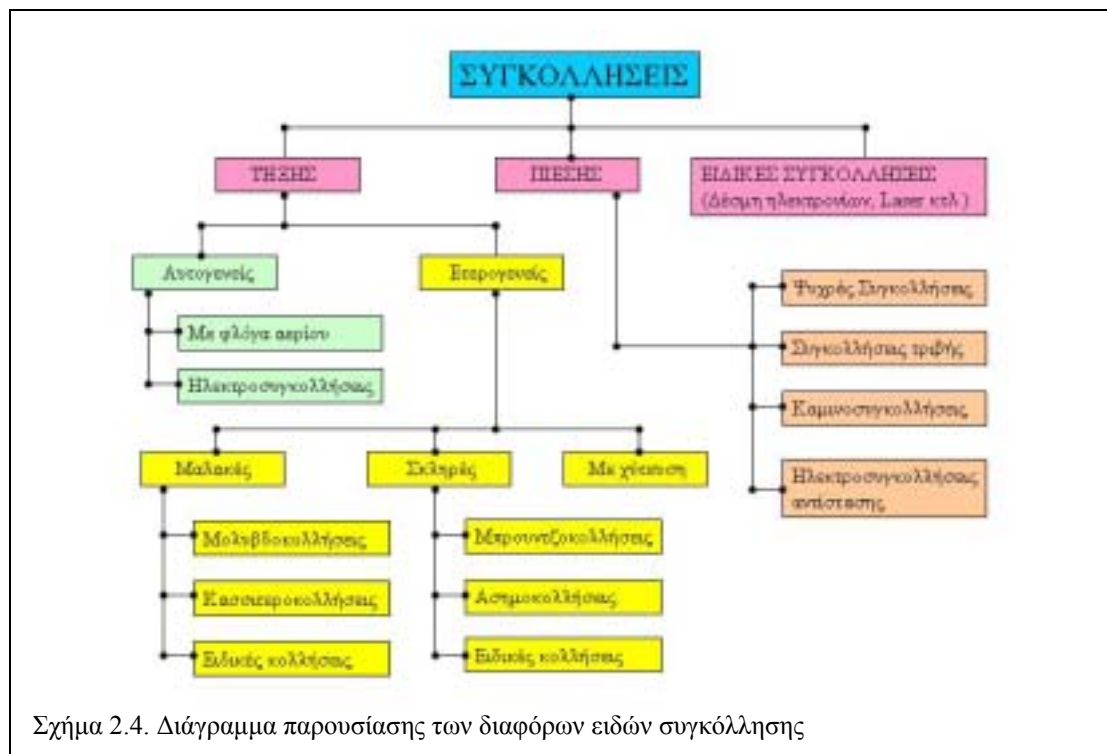 ΣΥΓΚΟΛΛΗΣΕΙΣ
ΤΗΞΗΣ
ΠΙΕΣΗΣ
ΕΙΔΙΚΕΣ ΣΥΓΚΟΛΛΗΣΕΙΣ
(Δέσμη ηλεκτρονίων, Laser κτλ.)
Αυτογενείς
Ετερογενείς
Με φλόγα αερίου
Ηλεκτροσυγκολλήσεις
Ψυχρές Συγκολλήσεις
Συγκολλήσεις τριβής
Καμινοσυγκολλήσεις
Ηλεκτροσυγκολλήσεις
αντίστασης
Μαλακές
Σκληρές
Με χύτευση
Μολυβδοκολλήσεις
Κασσιτεροκολλήσεις
Ειδικές κολλήσεις
Μπρουντζοκολλήσεις
Ασημοκολλήσεις
Ειδικές κολλήσεις
Σχήμα 2.4. Διάγραμμα παρουσίασης των διαφόρων ειδών συγκόλλησης